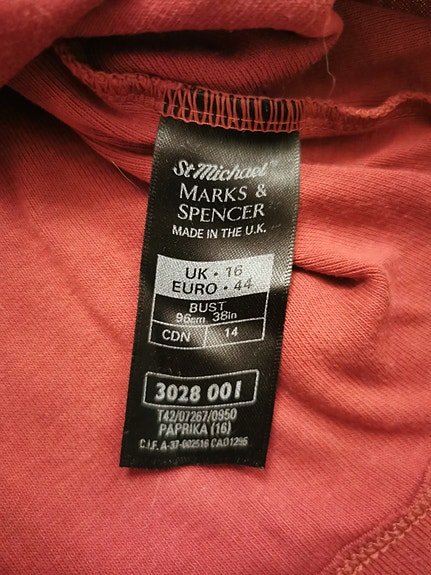 St Michael
MARKS &
SPENCER
MADE IN THE U.K.
UK • 16
EURO • 44
BUST
96cm 38in
CDN 14
3028 001
T42/07267/0950
PAPRIKA (16)
C.I.F. A-37-002516 CA01296